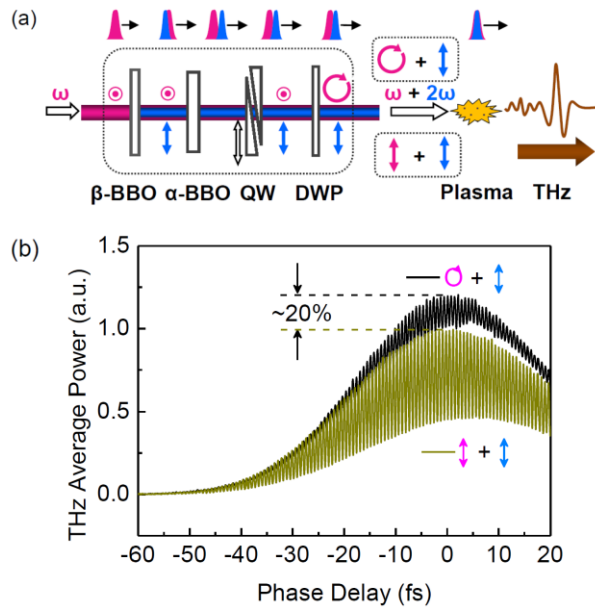 (a)
ω
ω + 2ω
+
+
β-BBO α-BBO QW DWP
Plasma THz
(b)
THz Average Power (a.u.)
1.5
1.0
0.5
0.0
~20%
+
+
-60 -50 -40 -30 -20 -10 0 10 20
Phase Delay (fs)